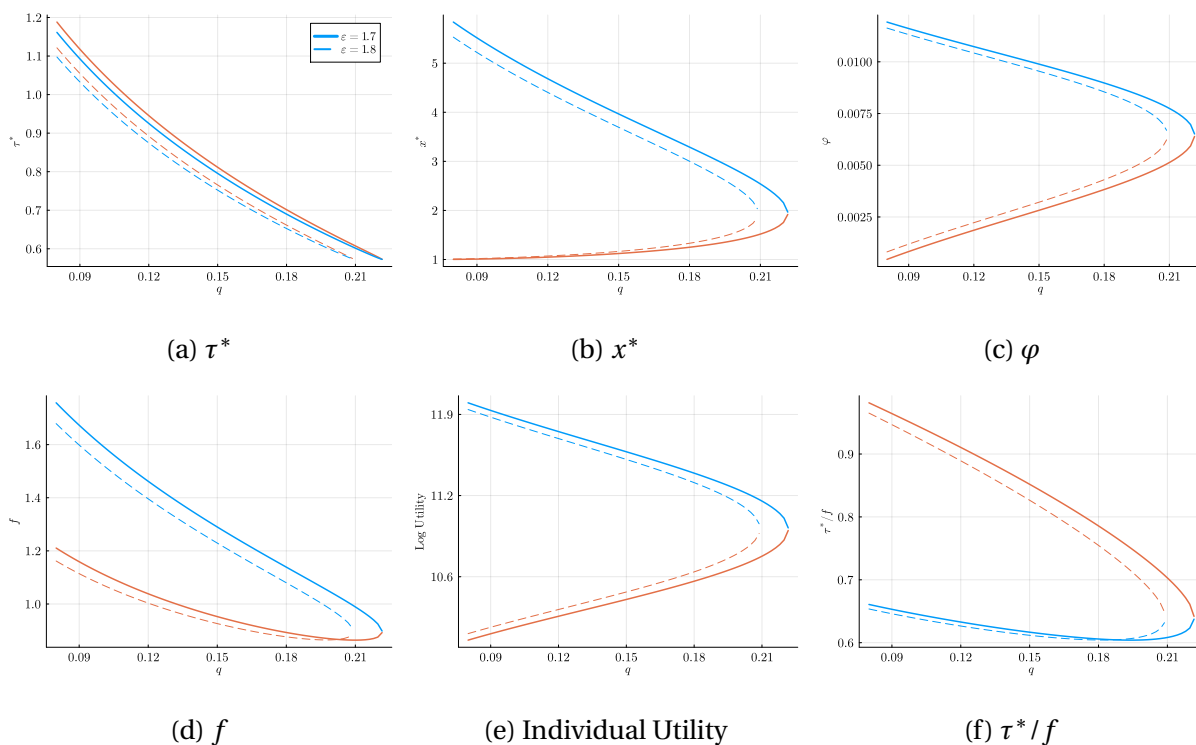 1.2
1.1
1.0
0.9
0.8
0.7
0.6
τ*
0.09 0.12 0.15 0.18 0.21
q
ε = 1.7
ε = 1.8
(a) τ*
5
4
3
2
1
x*
0.09 0.12 0.15 0.18 0.21
q
(b) x*
0.0100
0.0075
0.0050
0.0025
φ
0.09 0.12 0.15 0.18 0.21
q
(c) φ
1.6
1.4
1.2
1.0
f
0.09 0.12 0.15 0.18 0.21
q
(d) f
11.9
11.2
10.6
Log Utility
0.09 0.12 0.15 0.18 0.21
q
(e) Individual Utility
0.9
0.8
0.7
0.6
τ*/f
0.09 0.12 0.15 0.18 0.21
q
(f) τ*/f